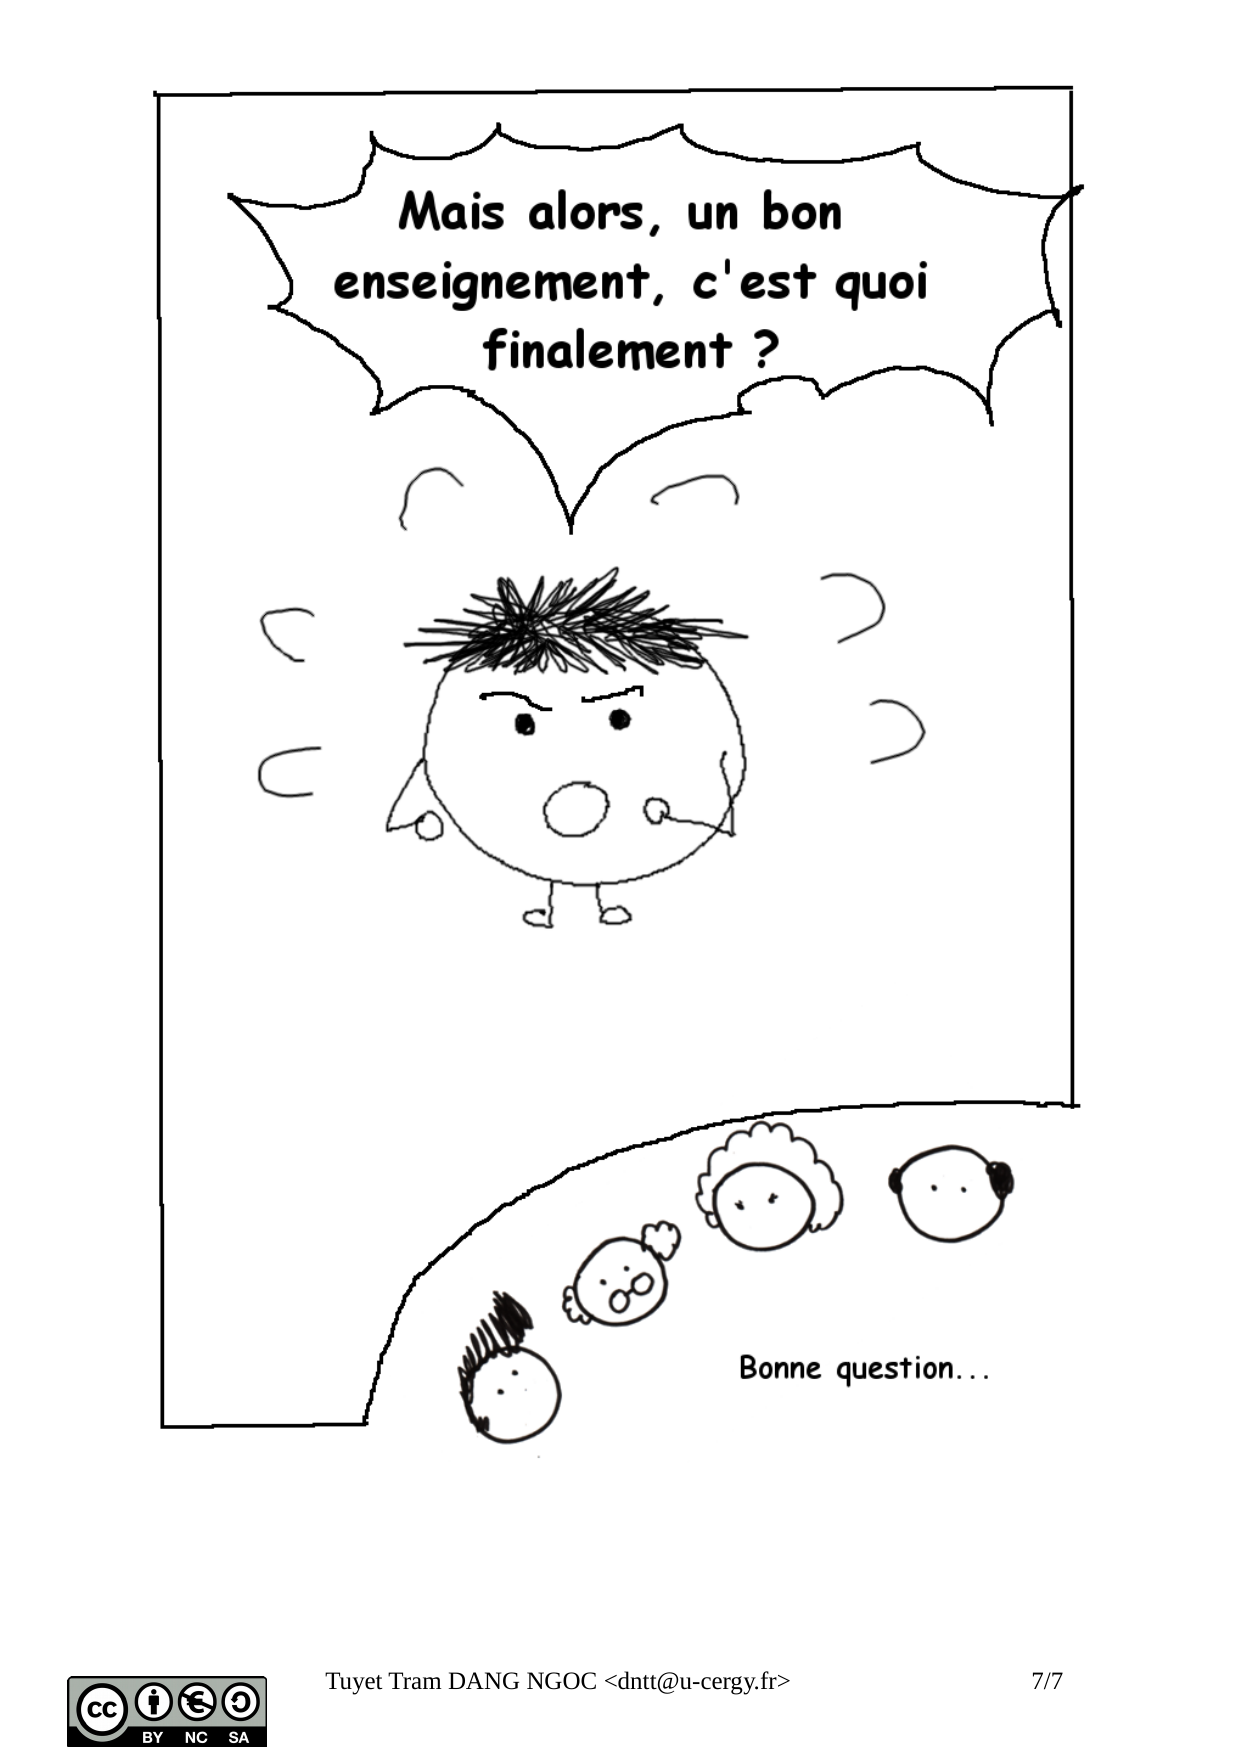 Mais alors, un bon
enseignement, c'est quoi
finalement ?
Bonne question...
Tuyet Tram DANG NGOC <dntt@u-cergy.fr>
7/7
cc
BY NC SA